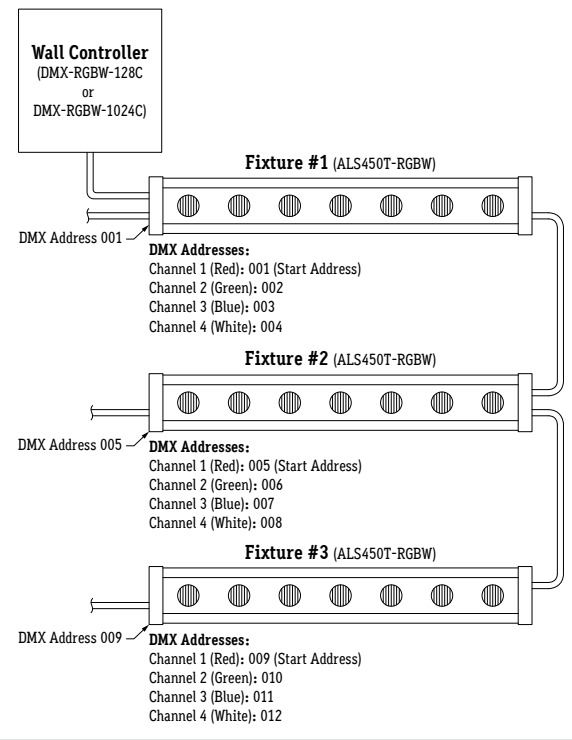 Wall Controller
(DMX-RGBW-128C
or
DMX-RGBW-1024C)
Fixture #1 (ALS450T-RGBW)
DMX Address 001
DMX Addresses:
Channel 1 (Red): 001 (Start Address)
Channel 2 (Green): 002
Channel 3 (Blue): 003
Channel 4 (White): 004
Fixture #2 (ALS450T-RGBW)
DMX Address 005
DMX Addresses:
Channel 1 (Red): 005 (Start Address)
Channel 2 (Green): 006
Channel 3 (Blue): 007
Channel 4 (White): 008
Fixture #3 (ALS450T-RGBW)
DMX Address 009
DMX Addresses:
Channel 1 (Red): 009 (Start Address)
Channel 2 (Green): 010
Channel 3 (Blue): 011
Channel 4 (White): 012